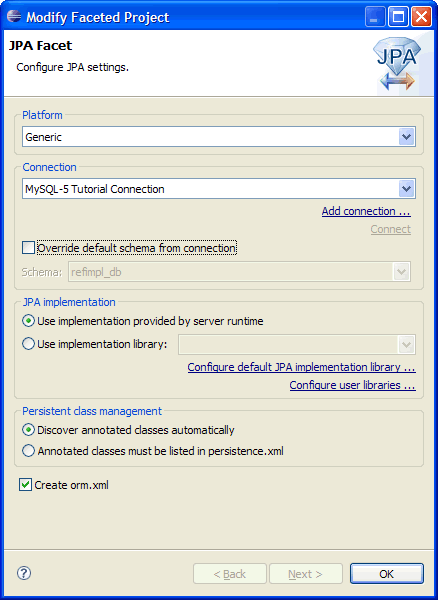 Modify Faceted Project
JPA Facet
Configure JPA settings.
JPA
Platform
Generic
Connection
MySQL-5 Tutorial Connection
Add connection ...
Connect
Override default schema from connection
Schema: refimpl_db
JPA implementation
Use implementation provided by server runtime
Use implementation library:
Configure default JPA implementation library ...
Configure user libraries ...
Persistent class management
Discover annotated classes automatically
Annotated classes must be listed in persistence.xml
Create orm.xml
? < Back Next > OK